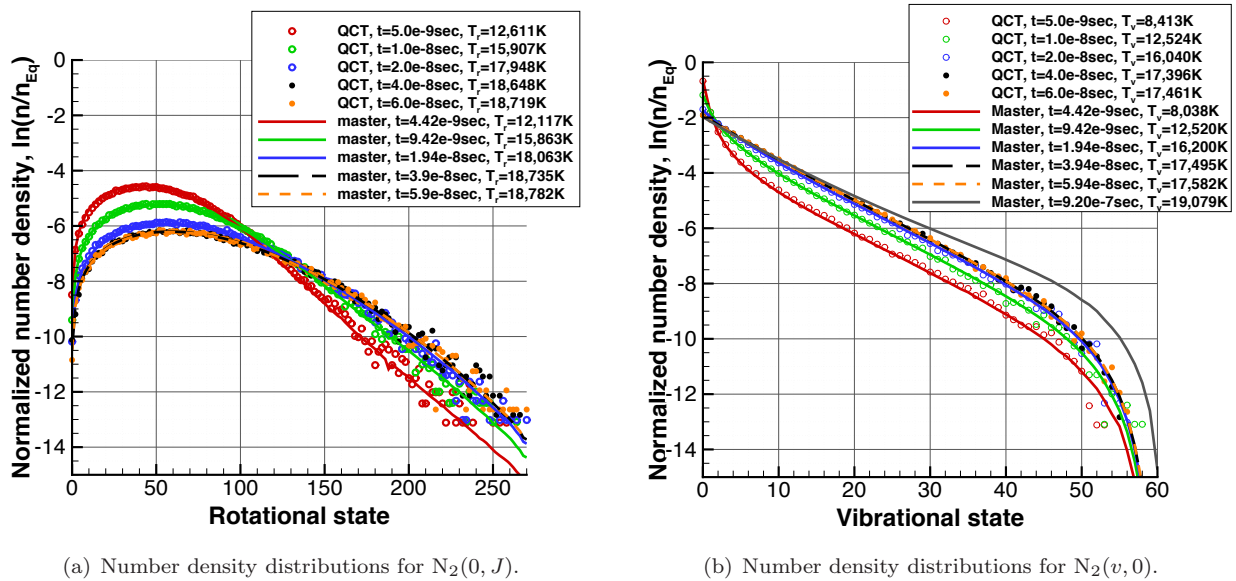 QCT, t=5.0e-9sec, T_r=12,611K
QCT, t=1.0e-8sec, T_r=15,907K
QCT, t=2.0e-8sec, T_r=17,948K
QCT, t=4.0e-8sec, T_r=18,648K
QCT, t=6.0e-8sec, T_r=18,719K
master, t=4.42e-9sec, T_r=12,117K
master, t=9.42e-9sec, T_r=15,863K
master, t=1.94e-8sec, T_r=18,063K
master, t=3.9e-8sec, T_r=18,735K
master, t=5.9e-8sec, T_r=18,782K
Normalized number density, ln(n/n_Eq)
0
-2
-4
-6
-8
-10
-12
-14
0 50 100 150 200 250
Rotational state
(a) Number density distributions for N₂(0, J).
QCT, t=5.0e-9sec, T_v=8,413K
QCT, t=1.0e-8sec, T_v=12,524K
QCT, t=2.0e-8sec, T_v=16,040K
QCT, t=4.0e-8sec, T_v=17,396K
QCT, t=6.0e-8sec, T_v=17,461K
Master, t=4.42e-9sec, T_v=8,038K
Master, t=9.42e-9sec, T_v=12,520K
Master, t=1.94e-8sec, T_v=16,200K
Master, t=3.94e-8sec, T_v=17,495K
Master, t=5.94e-8sec, T_v=17,582K
Master, t=9.20e-7sec, T_v=19,079K
Normalized number density, ln(n/n_Eq)
0
-2
-4
-6
-8
-10
-12
-14
0 10 20 30 40 50 60
Vibrational state
(b) Number density distributions for N₂(v, 0).